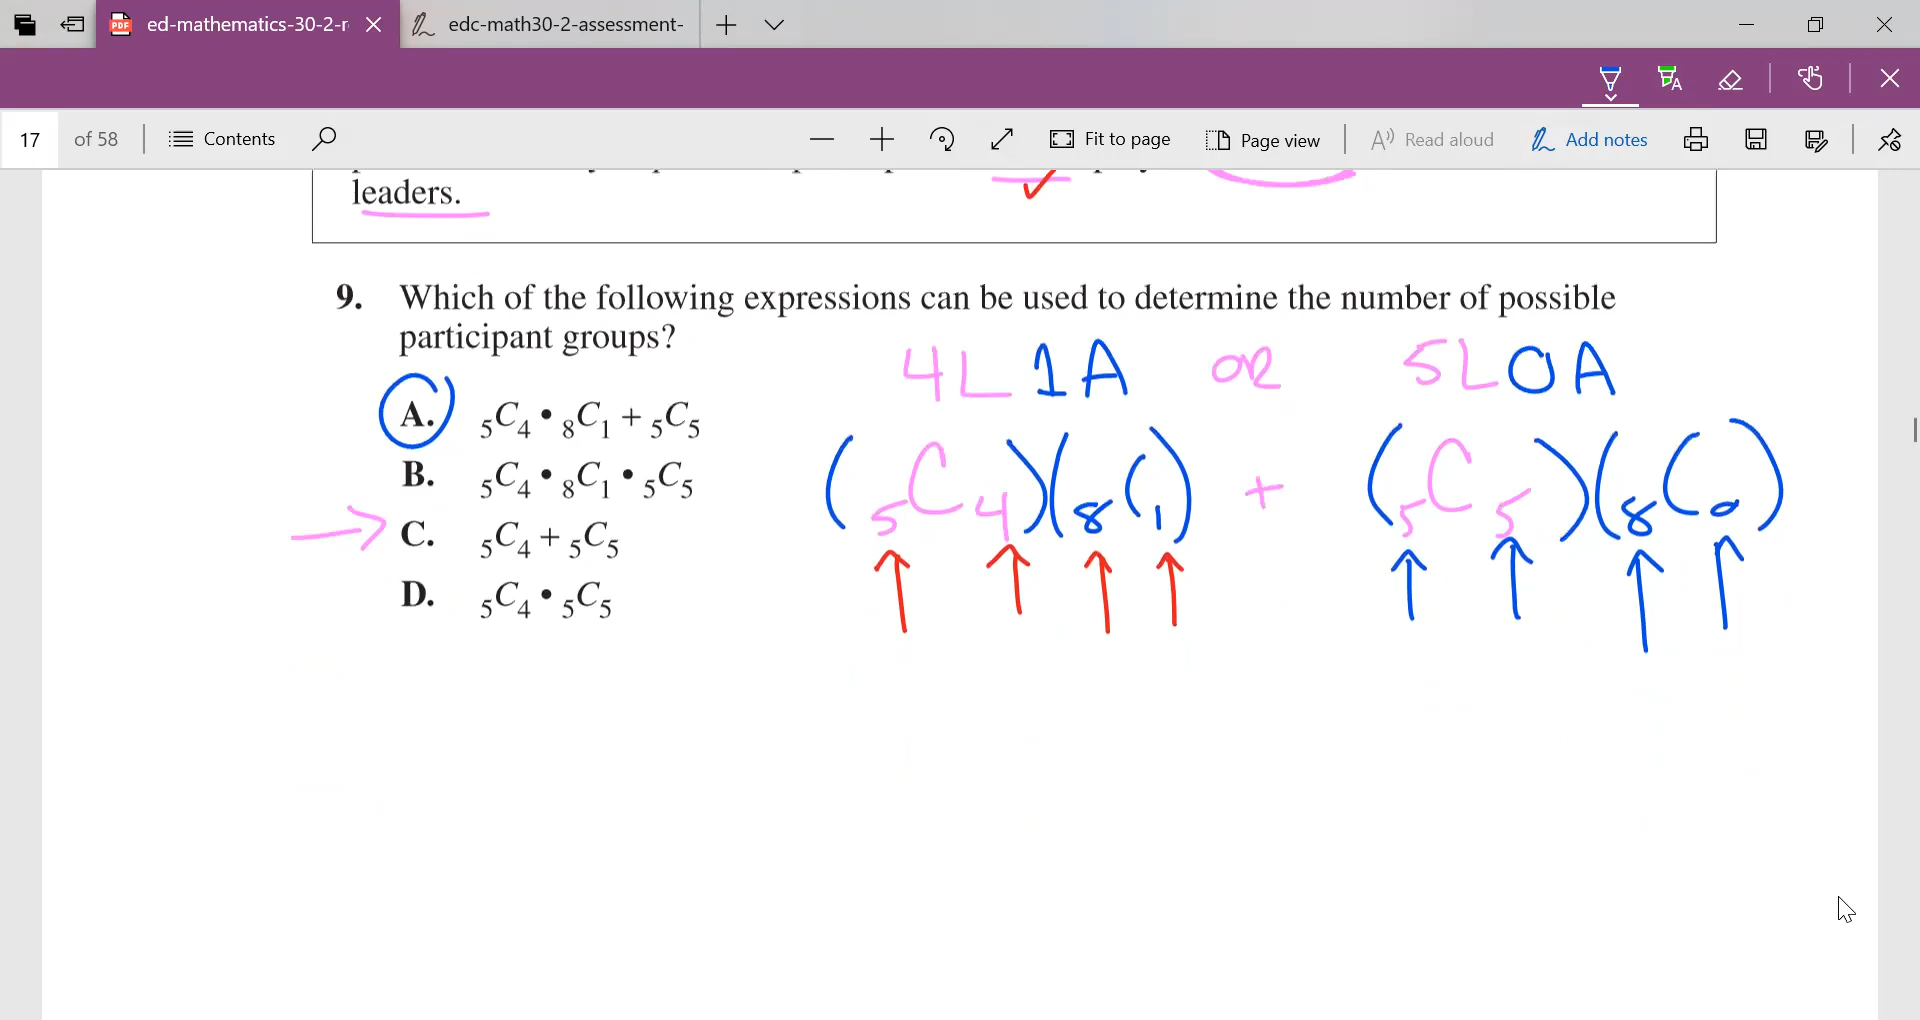 ed-mathematics-30-2-r
edc-math30-2-assessment-
17 of 58 Contents Fit to page Page view Read aloud Add notes
leaders.
9. Which of the following expressions can be used to determine the number of possible
participant groups?
4L 1A OR 5L 0A
A. ₅C₄ • ₈C₁ + ₅C₅
B. ₅C₄ • ₈C₁ • ₅C₅
C. ₅C₄ + ₅C₅
D. ₅C₄ • ₅C₅
(₅C₄)(₈C₁) + (₅C₅)(₈C₀)